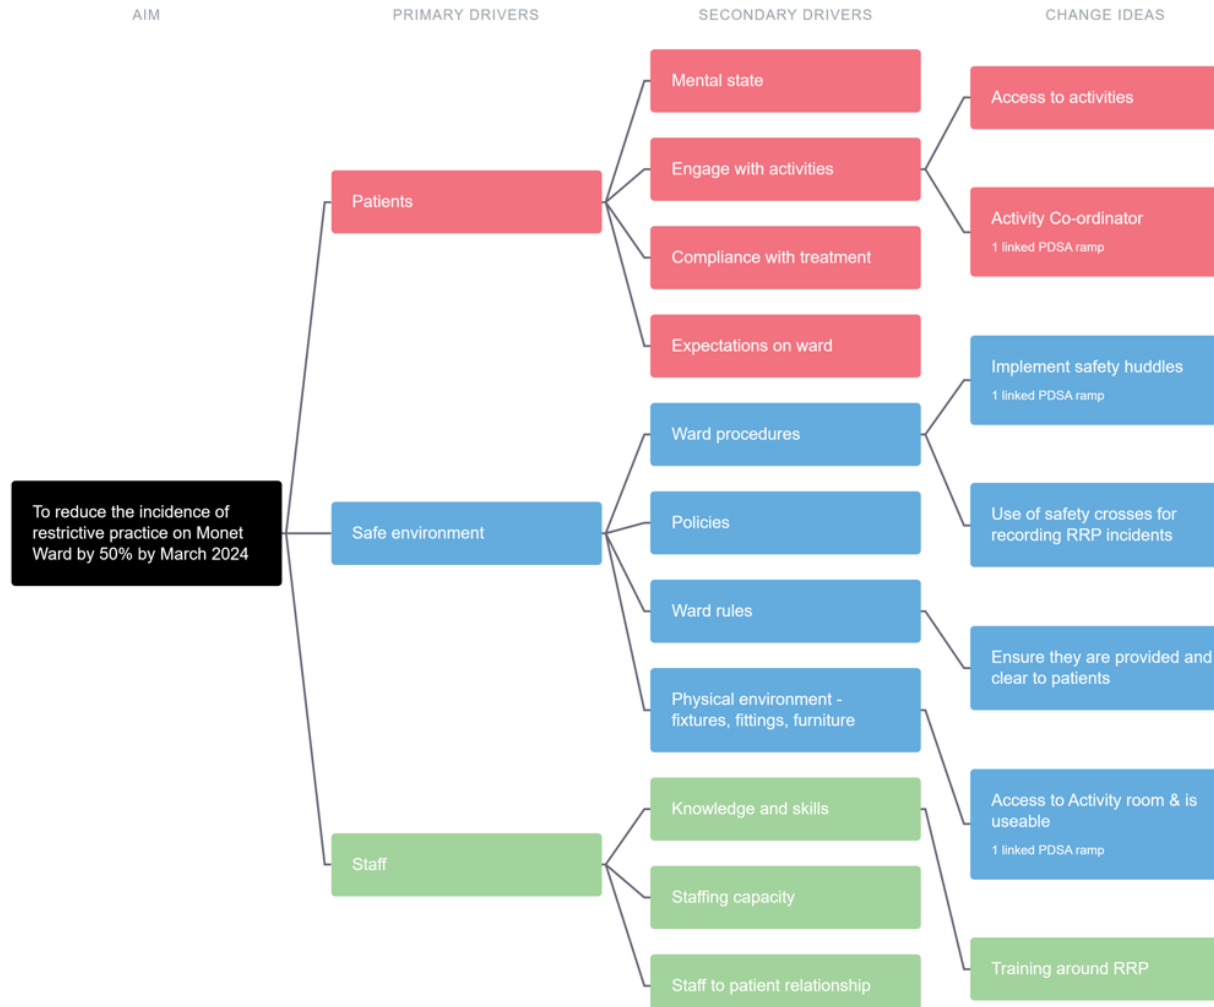 AIM
PRIMARY DRIVERS
SECONDARY DRIVERS
CHANGE IDEAS
To reduce the incidence of
restrictive practice on Monet
Ward by 50% by March 2024
Patients
Safe environment
Staff
Mental state
Engage with activities
Compliance with treatment
Expectations on ward
Ward procedures
Policies
Ward rules
Physical environment -
fixtures, fittings, furniture
Knowledge and skills
Staffing capacity
Staff to patient relationship
Access to activities
Activity Co-ordinator
1 linked PDSA ramp
Implement safety huddles
1 linked PDSA ramp
Use of safety crosses for
recording RRP incidents
Ensure they are provided and
clear to patients
Access to Activity room & is
useable
1 linked PDSA ramp
Training around RRP